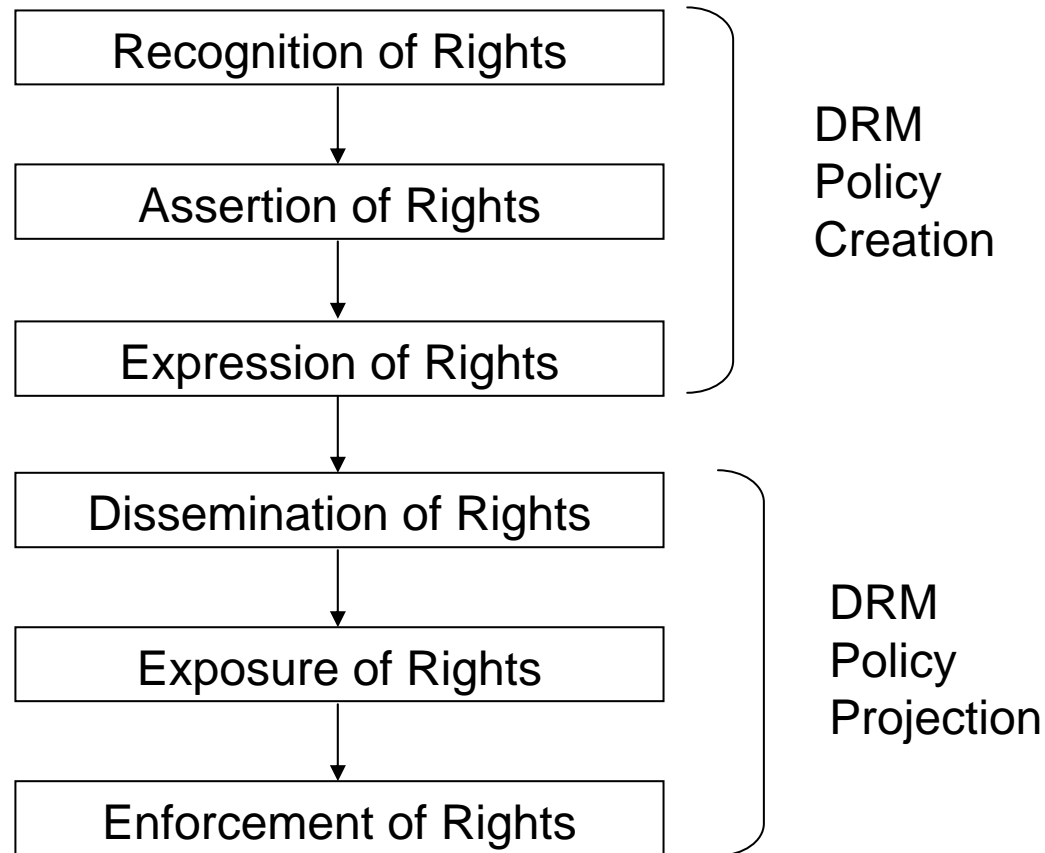 Recognition of Rights
Assertion of Rights
Expression of Rights
DRM
Policy
Creation
Dissemination of Rights
Exposure of Rights
Enforcement of Rights
DRM
Policy
Projection